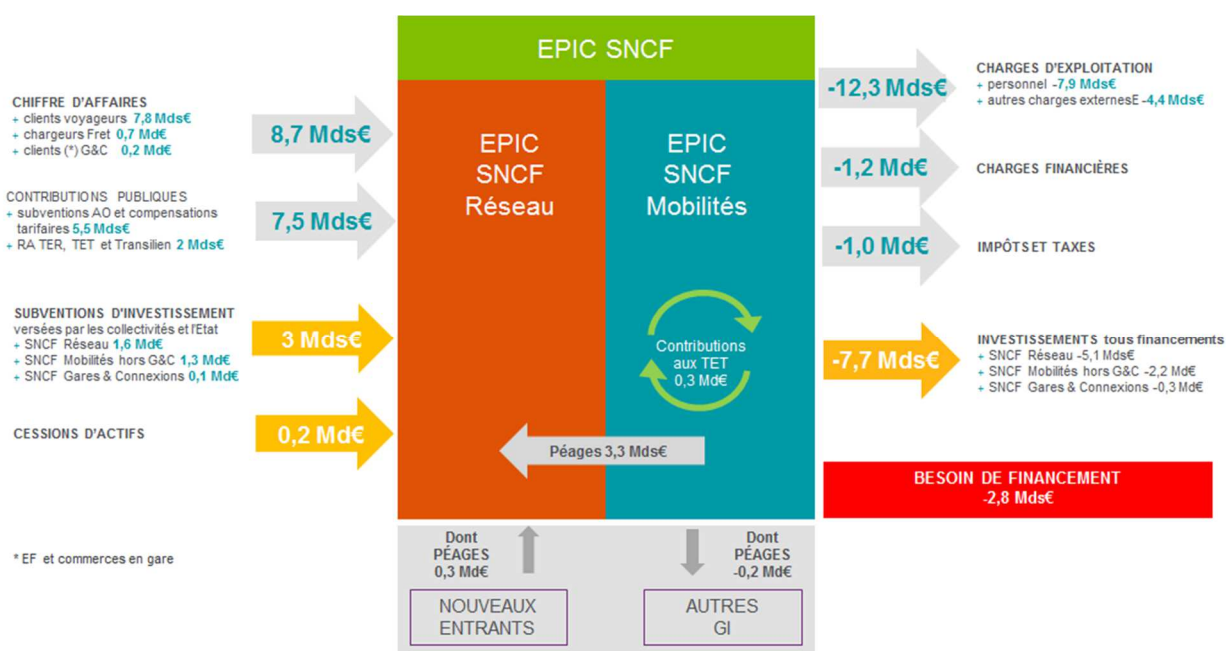 EPIC SNCF
EPIC
SNCF
Réseau
EPIC
SNCF
Mobilités
CHIFFRE D'AFFAIRES
+ clients voyageurs 7,8 Mds€
+ chargeurs Fret 0,7 Md€
+ clients (*) G&C 0,2 Md€
8,7 Mds€
CONTRIBUTIONS PUBLIQUES
+ subventions AO et compensations
tarifaires 5,5 Mds€
+ RA TER, TET et Transilien 2 Mds€
7,5 Mds€
SUBVENTIONS D'INVESTISSEMENT
versées par les collectivités et l'Etat
+ SNCF Réseau 1,6 Md€
+ SNCF Mobilités hors G&C 1,3 Md€
+ SNCF Gares & Connexions 0,1 Md€
3 Mds€
CESSIONS D'ACTIFS
0,2 Md€
* EF et commerces en gare
Contributions
aux TET
0,3 Md€
Péages 3,3 Mds€
Dont
PÉAGES
0,3 Md€
NOUVEAUX
ENTRANTS
Dont
PÉAGES
-0,2 Md€
AUTRES
GI
-12,3 Mds€
CHARGES D'EXPLOITATION
+ personnel -7,9 Mds€
+ autres charges externesE -4,4 Mds€
-1,2 Md€
CHARGES FINANCIÈRES
-1,0 Md€
IMPÔTS ET TAXES
-7,7 Mds€
INVESTISSEMENTS tous financements
+ SNCF Réseau -5,1 Mds€
+ SNCF Mobilités hors G&C -2,2 Md€
+ SNCF Gares & Connexions -0,3 Md€
BESOIN DE FINANCEMENT
-2,8 Mds€